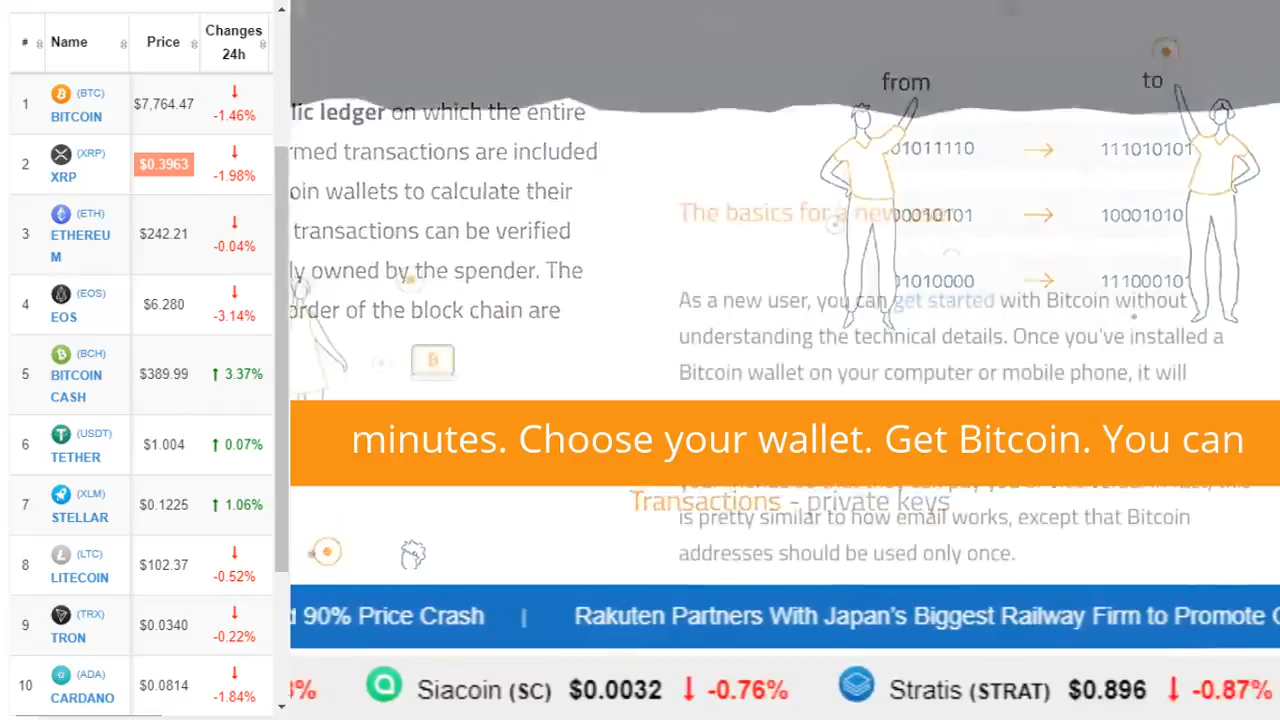 # Name Price Changes 24h
1 (BTC) BITCOIN $7,764.47 ↓ -1.46%
2 (XRP) XRP $0.3963 ↓ -1.98%
3 (ETH) ETHEREUM $242.21 ↓ -0.04%
4 (EOS) EOS $6.280 ↓ -3.14%
5 (BCH) BITCOIN CASH $389.99 ↑ 3.37%
6 (USDT) TETHER $1.004 ↑ 0.07%
7 (XLM) STELLAR $0.1225 ↑ 1.06%
8 (LTC) LITECOIN $102.37 ↓ -0.52%
9 (TRX) TRON $0.0340 ↓ -0.22%
10 (ADA) CARDANO $0.0814 ↓ -1.84%
lic ledger on which the entire
rmed transactions are included
oin wallets to calculate their
transactions can be verified
ly owned by the spender. The
order of the block chain are
from to
01011110 → 11101010
00010101 → 10001010
01010000 → 11100010
The basics for a new user
As a new user, you can get started with Bitcoin without
understanding the technical details. Once you've installed a
Bitcoin wallet on your computer or mobile phone, it will
minutes. Choose your wallet. Get Bitcoin. You can
Transactions - private keys
is pretty similar to how email works, except that Bitcoin
addresses should be used only once.
90% Price Crash | Rakuten Partners With Japan's Biggest Railway Firm to Promote
% Siacoin (SC) $0.0032 ↓ -0.76% Stratis (STRAT) $0.896 ↓ -0.87%